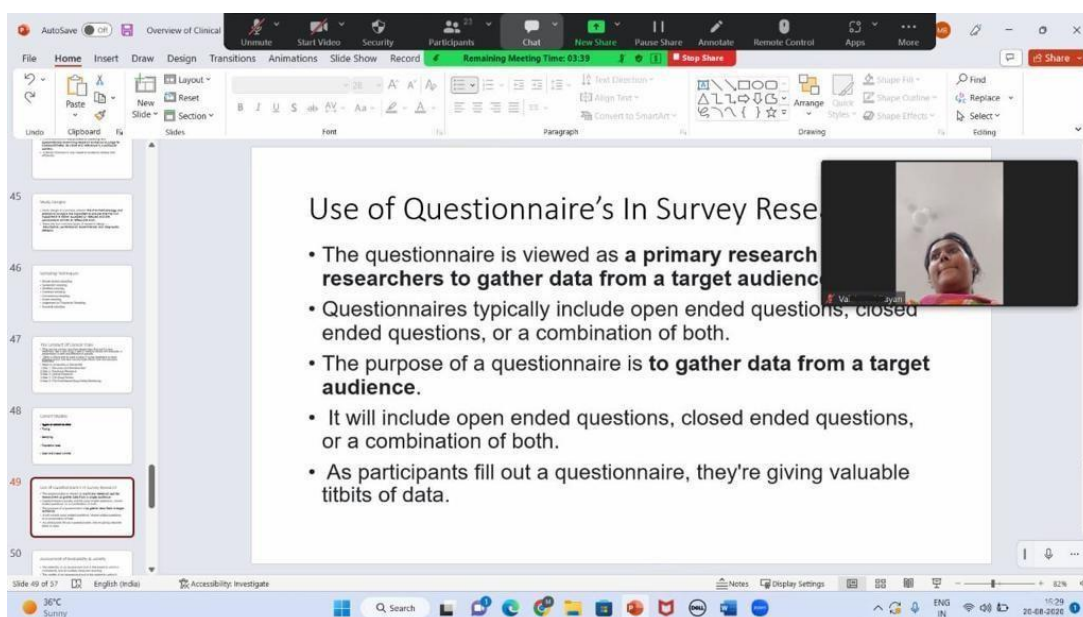 AutoSave Off Overview of Clinical
Unmute Start Video Security Participants 23 Chat New Share Pause Share Annotate Remote Control Apps More
File Home Insert Draw Design Transitions Animations Slide Show Record
Remaining Meeting Time: 03:39 Stop Share
Share
Undo
Paste
Clipboard
New Slide
Layout
Reset
Section
Slides
Font
Text Direction
Align Text
Convert to SmartArt
Paragraph
Arrange
Quick Styles
Shape Fill
Shape Outline
Shape Effects
Drawing
Find
Replace
Select
Editing
45
46
47
48
49
50
Use of Questionnaire's In Survey Rese
• The questionnaire is viewed as a primary research
researchers to gather data from a target audienc
• Questionnaires typically include open ended questions, closed
ended questions, or a combination of both.
• The purpose of a questionnaire is to gather data from a target
audience.
• It will include open ended questions, closed ended questions,
or a combination of both.
• As participants fill out a questionnaire, they're giving valuable
titbits of data.
Slide 49 of 57 English (India) Accessibility: Investigate Notes Display Settings 82%
36°C
Sunny
Search
ENG
IN